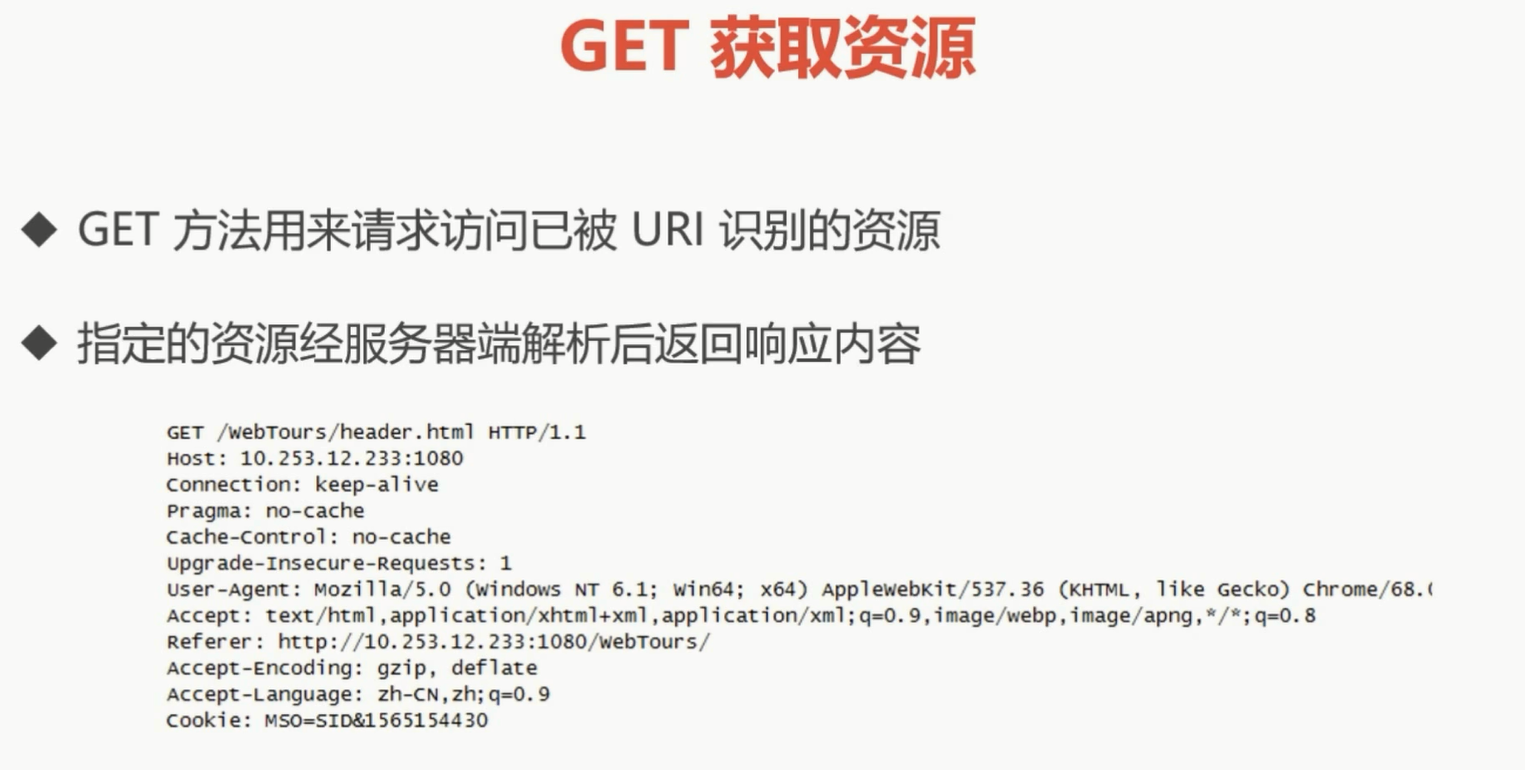 GET 获取资源
◆ GET 方法用来请求访问已被 URI 识别的资源
◆ 指定的资源经服务器端解析后返回响应内容
GET /WebTours/header.html HTTP/1.1
Host: 10.253.12.233:1080
Connection: keep-alive
Pragma: no-cache
Cache-Control: no-cache
Upgrade-Insecure-Requests: 1
User-Agent: Mozilla/5.0 (Windows NT 6.1; Win64; x64) AppleWebKit/537.36 (KHTML, like Gecko) Chrome/68.
Accept: text/html,application/xhtml+xml,application/xml;q=0.9,image/webp,image/apng,*/*;q=0.8
Referer: http://10.253.12.233:1080/WebTours/
Accept-Encoding: gzip, deflate
Accept-Language: zh-CN,zh;q=0.9
Cookie: MSO=SID&1565154430